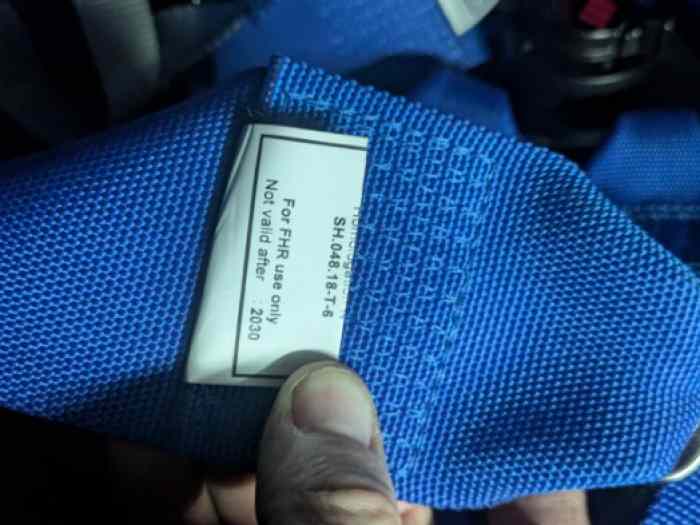 SH.048.18-T-6
For FHR use only
Not valid after : 2030